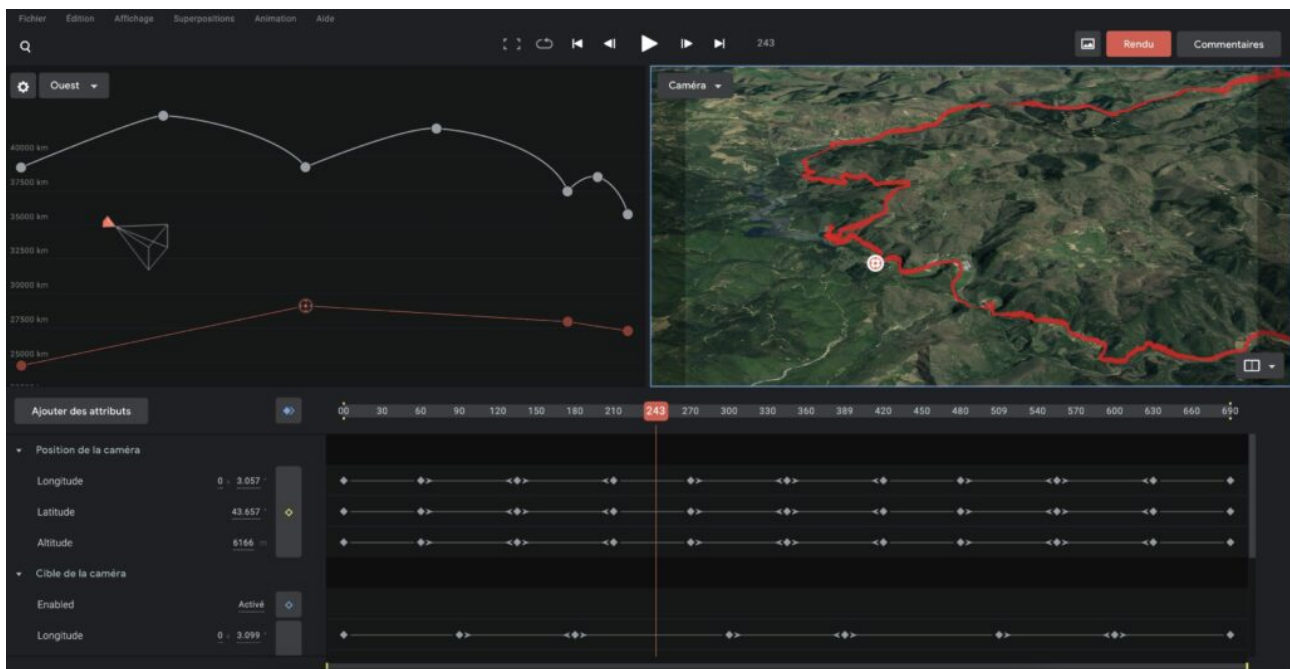 Fichier Édition Affichage Superpositions Animation Aide
243
Rendu Commentaires
Ouest
Caméra
40000 km
37500 km
35000 km
32500 km
30000 km
27500 km
25000 km
Ajouter des attributs
00 30 60 90 120 150 180 210 243 270 300 330 360 389 420 450 480 509 540 570 600 630 660 690
Position de la caméra
Longitude 0 x 3.057 °
Latitude 43.657 °
Altitude 6166 m
Cible de la caméra
Enabled Activé
Longitude 0 x 3.099 °